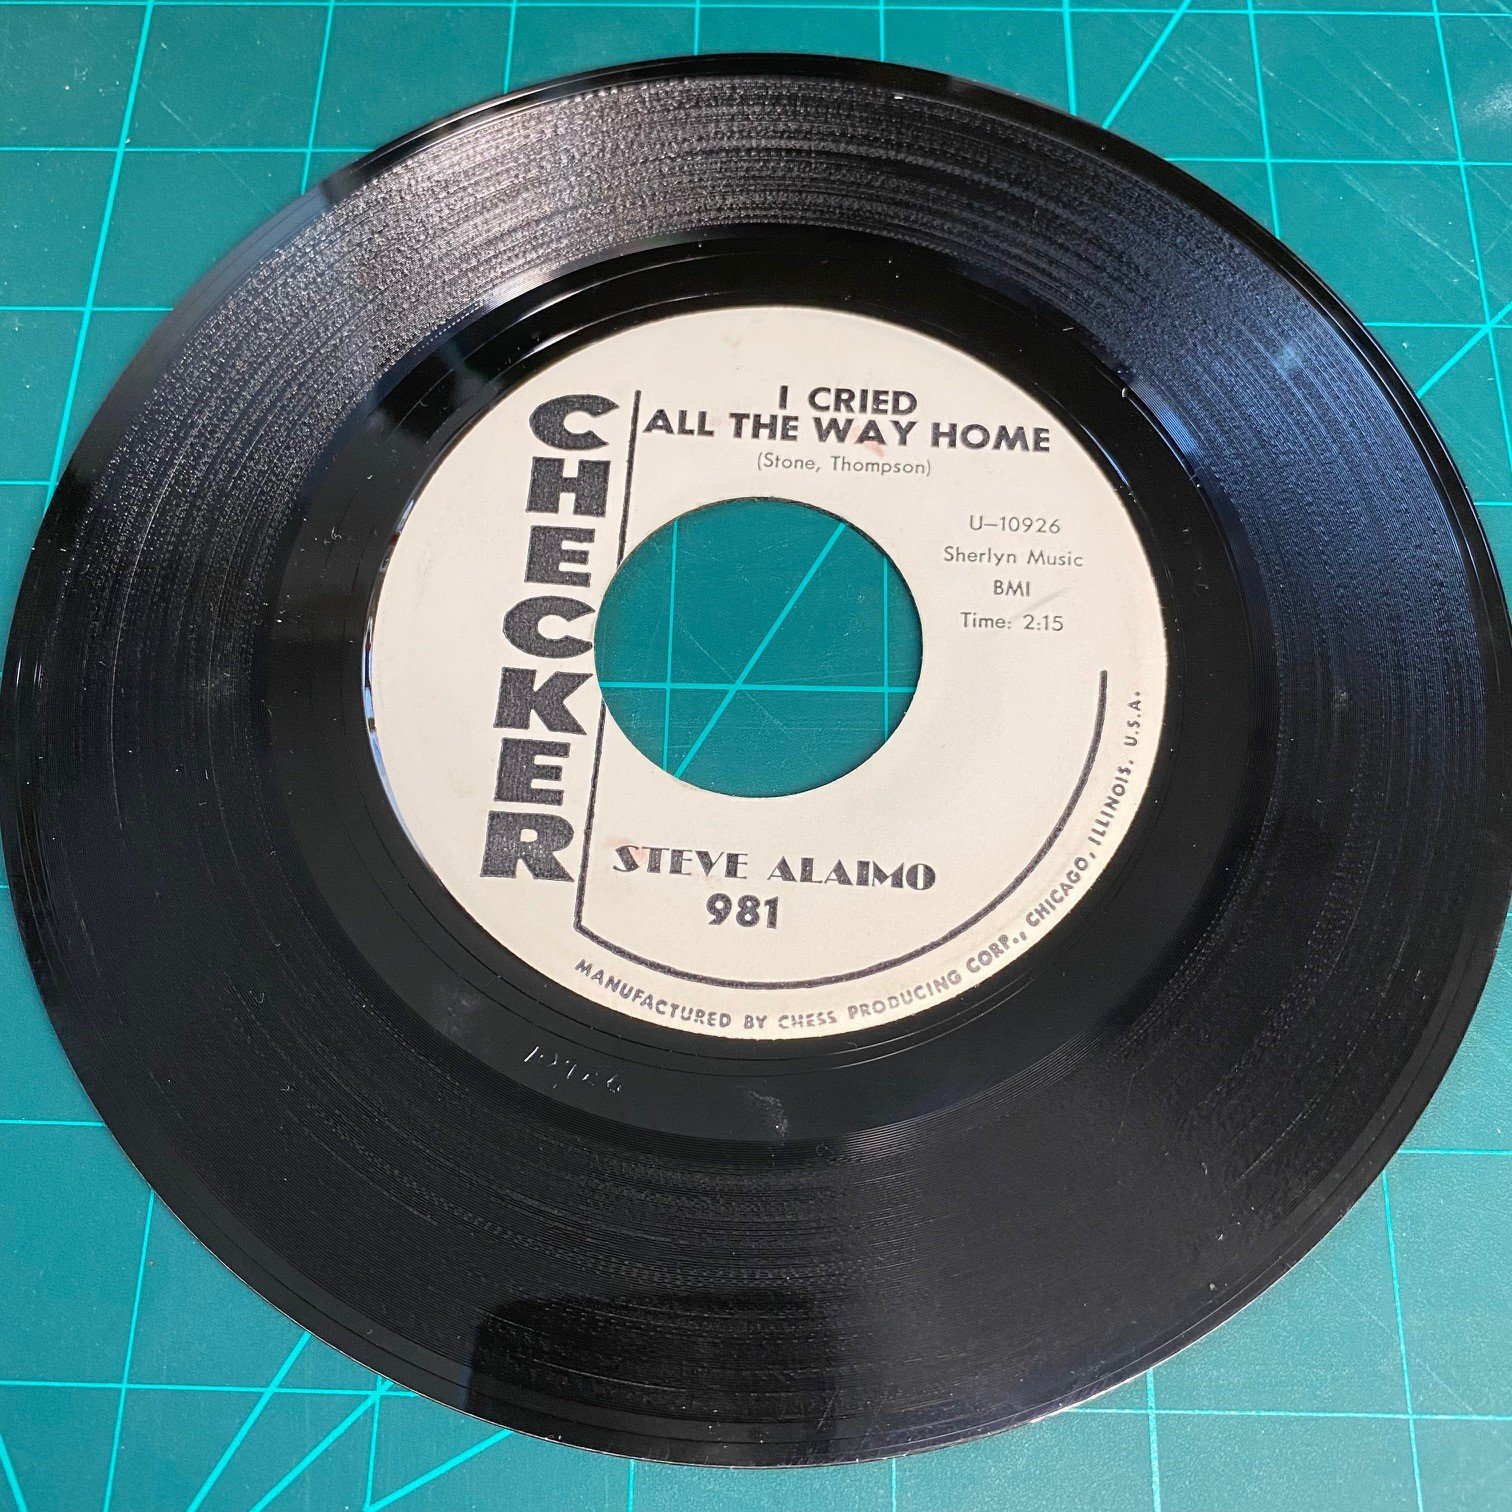 CHECKER
I CRIED
ALL THE WAY HOME
(Stone, Thompson)
U-10926
Sherlyn Music
BMI
Time: 2:15
STEVE ALAIMO
981
MANUFACTURED BY CHESS PRODUCING CORP., CHICAGO, ILLINOIS, U.S.A.